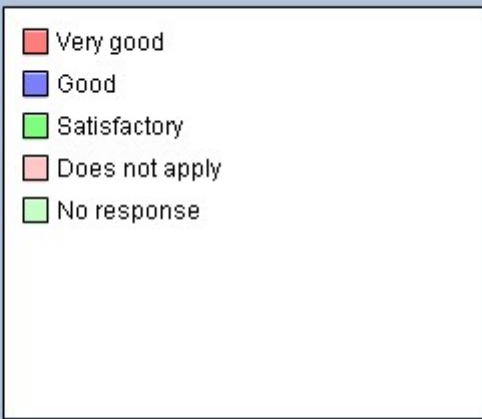 Very good
Good
Satisfactory
Does not apply
No response